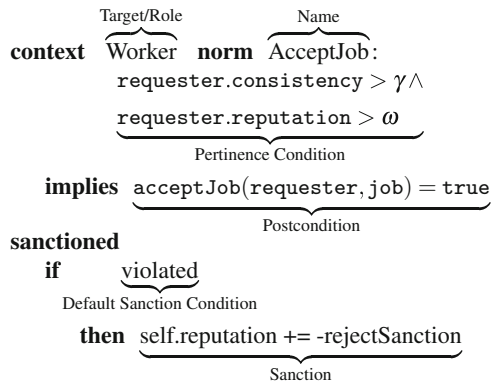 Target/Role Name
context Worker norm AcceptJob:
requester.consistency > γ ∧
requester.reputation > ω
Pertinence Condition
implies acceptJob(requester,job) = true
Postcondition
sanctioned
if violated
Default Sanction Condition
then self.reputation += -rejectSanction
Sanction